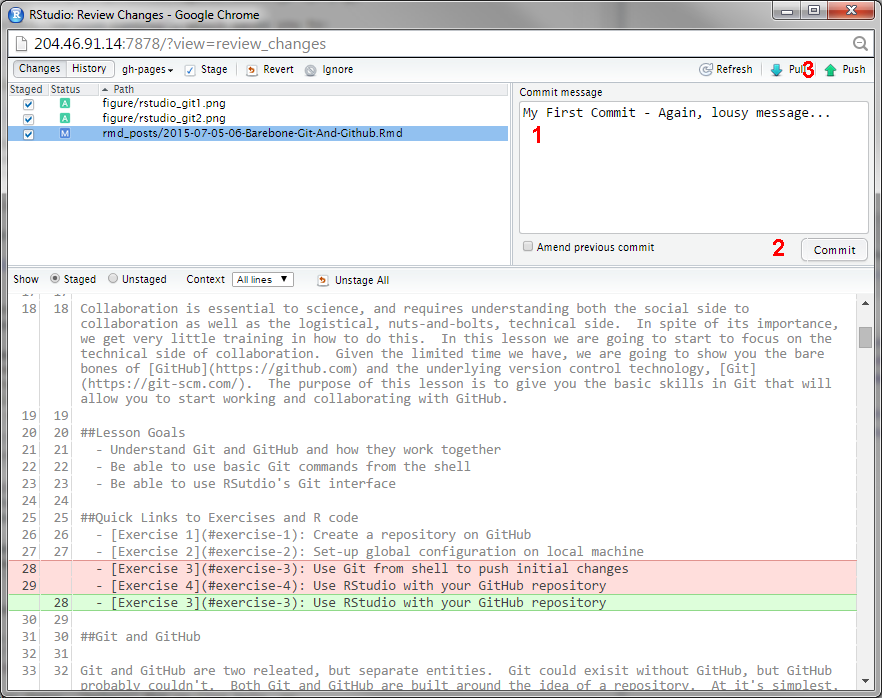 RStudio: Review Changes - Google Chrome
204.46.91.14:7878/?view=review_changes
Changes History gh-pages Stage Revert Ignore Refresh 3 Push
Staged Status Path
A figure/rstudio_git1.png
A figure/rstudio_git2.png
M rmd_posts/2015-07-05-06-Barebone-Git-And-Github.Rmd
Commit message
My First Commit - Again, lousy message...
1
Amend previous commit
2
Commit
Show Staged Unstaged Context All lines Unstage All
17 17
18 18 Collaboration is essential to science, and requires understanding both the social side to
collaboration as well as the logistical, nuts-and-bolts, technical side. In spite of its importance,
we get very little training in how to do this. In this lesson we are going to start to focus on the
technical side of collaboration. Given the limited time we have, we are going to show you the bare
bones of [GitHub](https://github.com) and the underlying version control technology, [Git]
(https://git-scm.com/). The purpose of this lesson is to give you the basic skills in Git that will
allow you to start working and collaborating with GitHub.
19 19
20 20 ##Lesson Goals
21 21 - Understand Git and GitHub and how they work together
22 22 - Be able to use basic Git commands from the shell
23 23 - Be able to use RSutdio's Git interface
24 24
25 25 ##Quick Links to Exercises and R code
26 26 - [Exercise 1](#exercise-1): Create a repository on GitHub
27 27 - [Exercise 2](#exercise-2): Set-up global configuration on local machine
28 - [Exercise 3](#exercise-3): Use Git from shell to push initial changes
29 - [Exercise 4](#exercise-4): Use RStudio with your GitHub repository
28 - [Exercise 3](#exercise-3): Use RStudio with your GitHub repository
30 29
31 30 ##Git and GitHub
32 31
33 32 Git and GitHub are two releated, but separate entities. Git could exisit without GitHub, but GitHub
probably couldn't. Both Git and GitHub are built around the idea of a repository. At it's simplest,